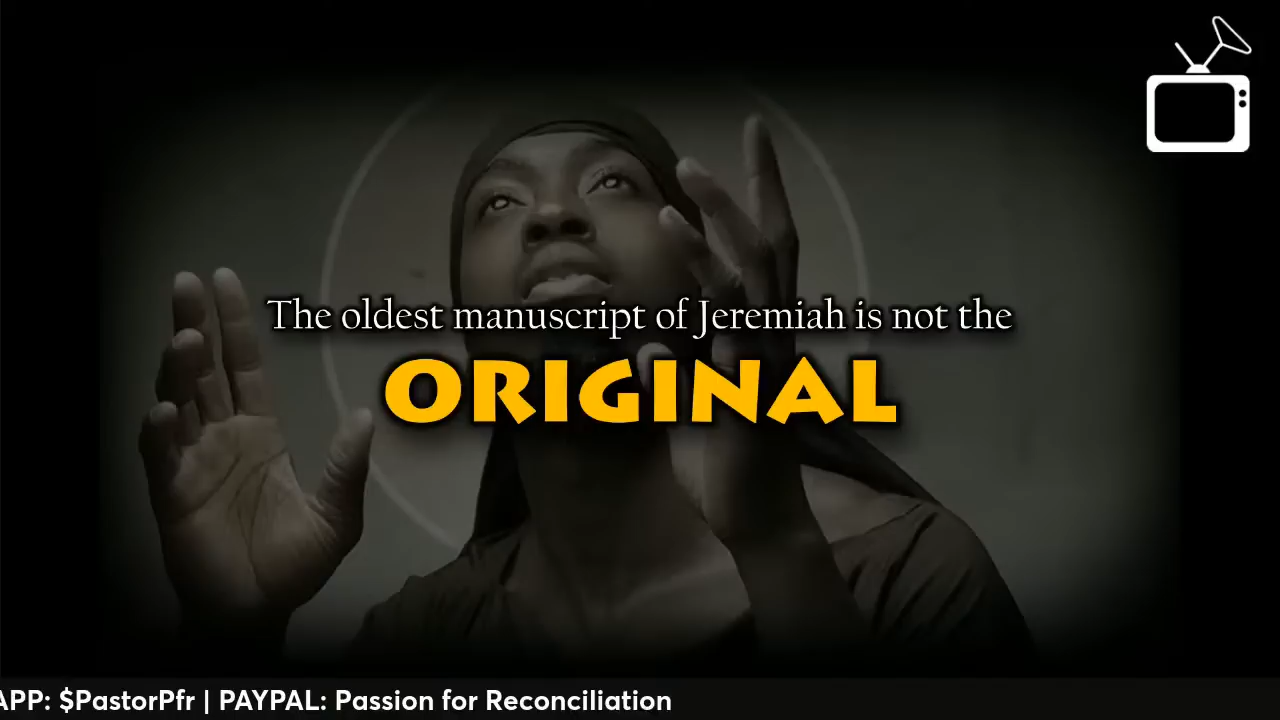 The oldest manuscript of Jeremiah is not the
ORIGINAL
APP: $PastorPfr | PAYPAL: Passion for Reconciliation